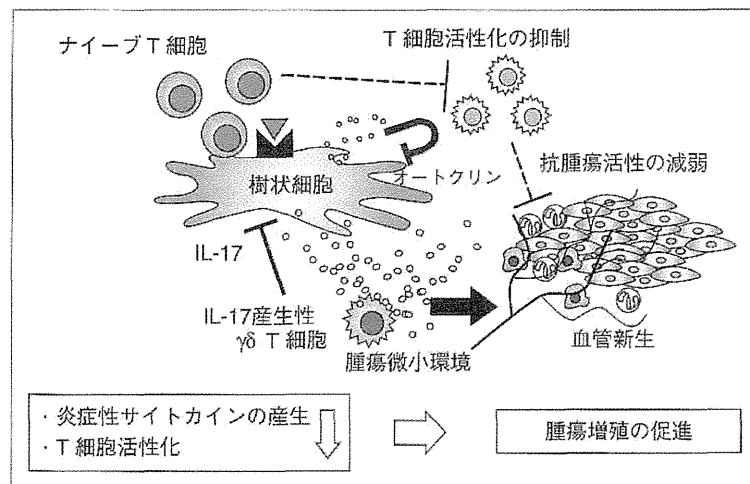 ナイーブT細胞
T細胞活性化の抑制
樹状細胞
オートクリン
抗腫瘍活性の減弱
IL-17
IL-17産生性
γδ T細胞
腫瘍微小環境
血管新生
・炎症性サイトカインの産生
・T細胞活性化
腫瘍増殖の促進